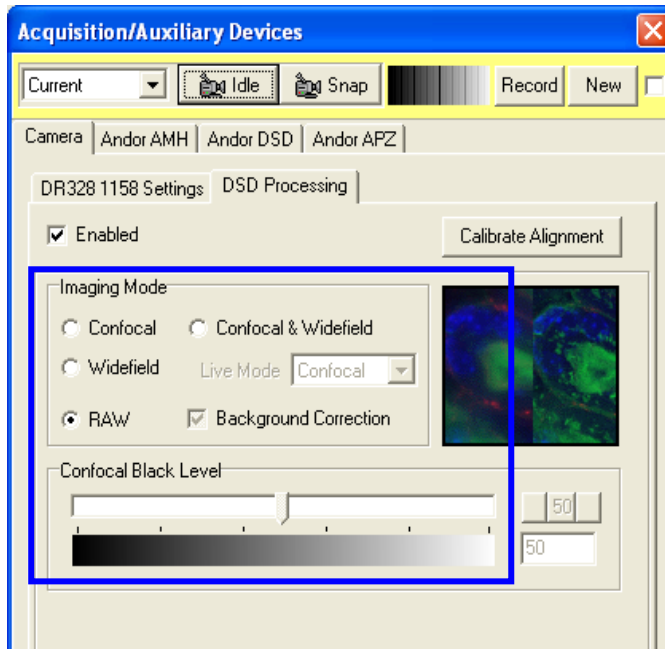 Acquisition/Auxiliary Devices
Current Idle Snap Record New
Camera Andor AMH Andor DSD Andor APZ
DR328 1158 Settings DSD Processing
Enabled Calibrate Alignment
Imaging Mode
Confocal Confocal & Widefield
Widefield Live Mode Confocal
RAW Background Correction
Confocal Black Level
50
50